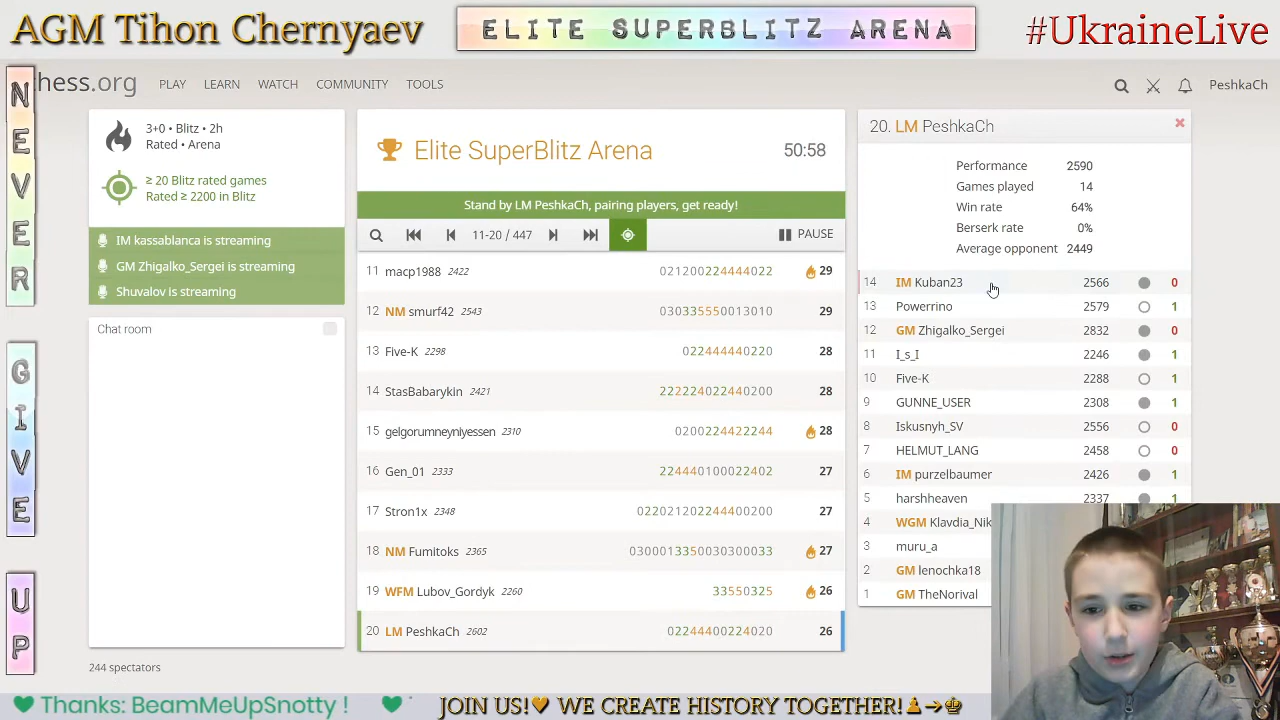 AGM Tihon Chernyaev
ELITE SUPERBLITZ ARENA
#UkraineLive
NEVER
GIVE
UP
hess.org
PLAY LEARN WATCH COMMUNITY TOOLS
PeshkaCh
3+0 • Blitz • 2h
Rated • Arena
≥ 20 Blitz rated games
Rated ≥ 2200 in Blitz
IM kassablanca is streaming
GM Zhigalko_Sergei is streaming
Shuvalov is streaming
Chat room
244 spectators
Elite SuperBlitz Arena 50:58
Stand by LM PeshkaCh, pairing players, get ready!
11-20 / 447 PAUSE
11 macp1988 2422 021200224444022 29
12 NM smurf42 2543 0303355500013010 29
13 Five-K 2298 022444440220 28
14 StasBabarykin 2421 222224022440200 28
15 gelgorumneyniyessen 2310 0200224422244 28
16 Gen_01 2333 224440100022402 27
17 Stron1x 2348 022021202244400200 27
18 NM Fumitoks 2365 0300013350030300033 27
19 WFM Lubov_Gordyk 2260 33550325 26
20 LM PeshkaCh 2602 02244400224020 26
20. LM PeshkaCh
Performance 2590
Games played 14
Win rate 64%
Berserk rate 0%
Average opponent 2449
14 IM Kuban23 2566 0
13 Powerrino 2579 1
12 GM Zhigalko_Sergei 2832 0
11 I_s_I 2246 1
10 Five-K 2288 1
9 GUNNE_USER 2308 1
8 Iskusnyh_SV 2556 0
7 HELMUT_LANG 2458 0
6 IM purzelbaumer 2426 1
5 harshheaven 2337 1
4 WGM Klavdia_Nik
3 muru_a
2 GM lenochka18
1 GM TheNorival
Thanks: BeamMeUpSnotty !
JOIN US! WE CREATE HISTORY TOGETHER! ♟→♚